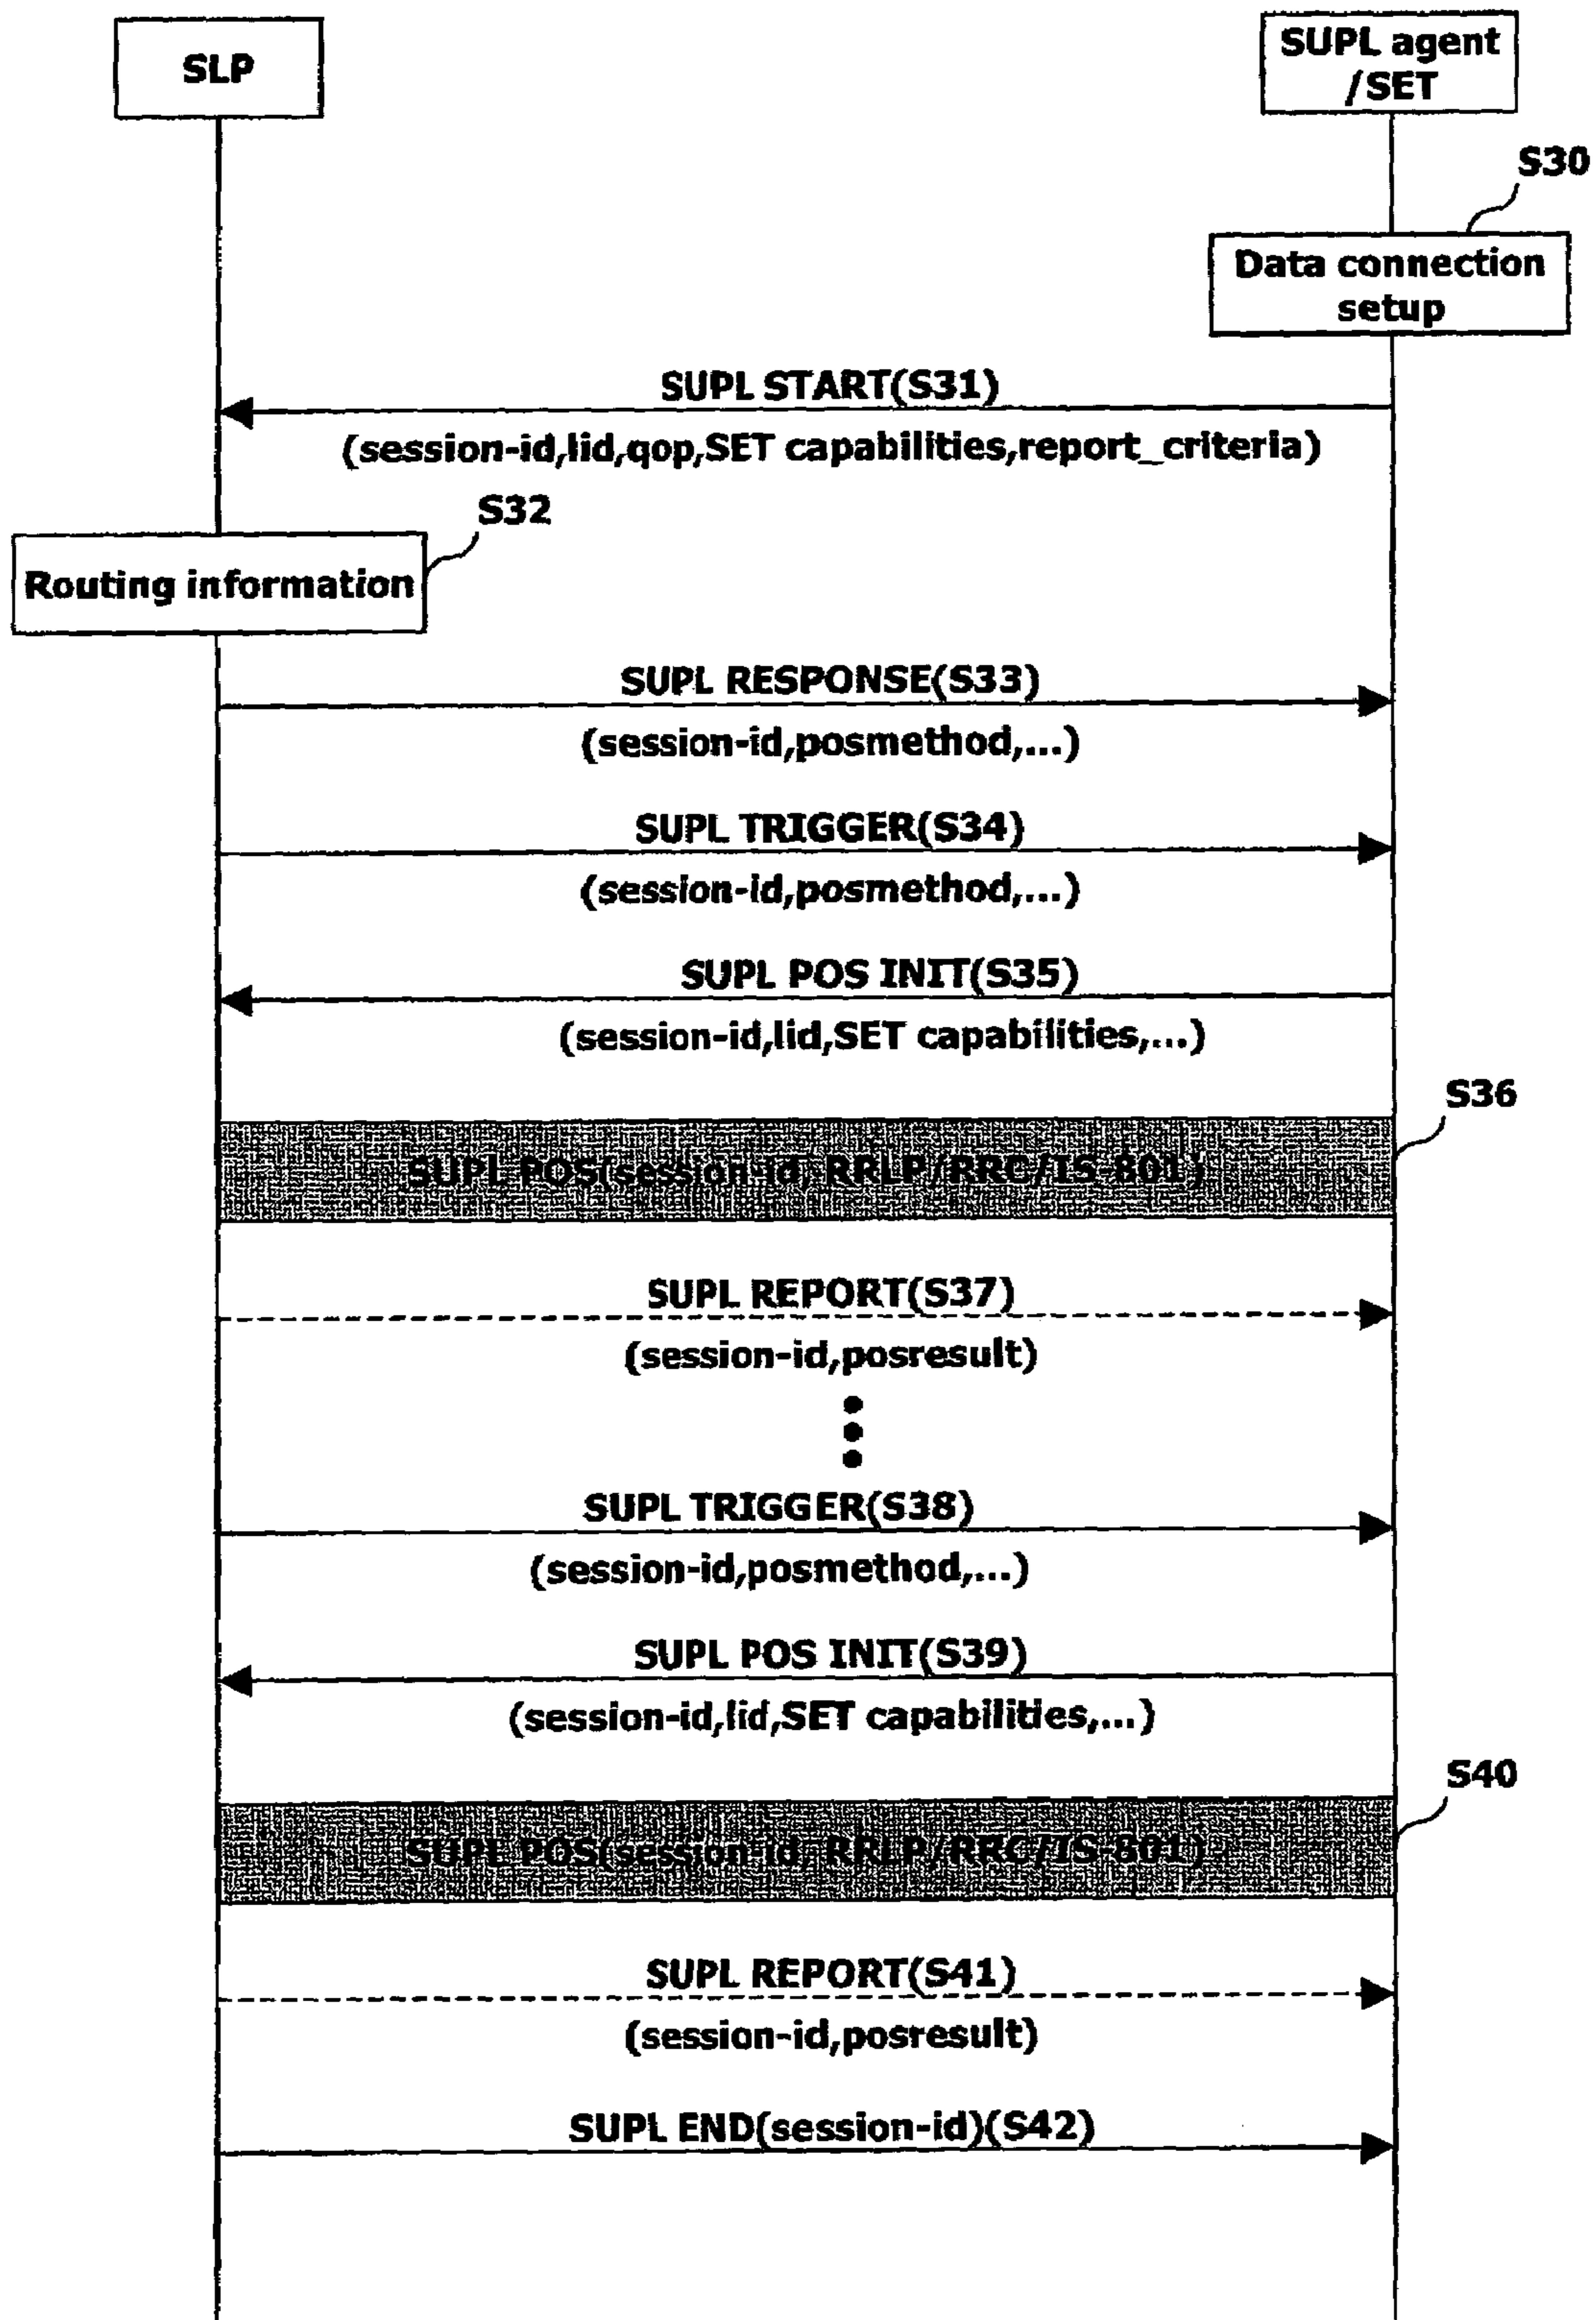 SLP
SUPL agent
/SET
S30
Data connection
setup
SUPL START(S31)
(session-id,lid,qop,SET capabilities,report_criteria)
S32
Routing information
SUPL RESPONSE(S33)
(session-id,posmethod,...)
SUPL TRIGGER(S34)
(session-id,posmethod,...)
SUPL POS INIT(S35)
(session-id,lid,SET capabilities,...)
S36
SUPL POS(session-id, RRLP/RRC/IS-801)
SUPL REPORT(S37)
(session-id,posresult)
SUPL TRIGGER(S38)
(session-id,posmethod,...)
SUPL POS INIT(S39)
(session-id,lid,SET capabilities,...)
S40
SUPL POS(session-id, RRLP/RRC/IS-801)
SUPL REPORT(S41)
(session-id,posresult)
SUPL END(session-id)(S42)